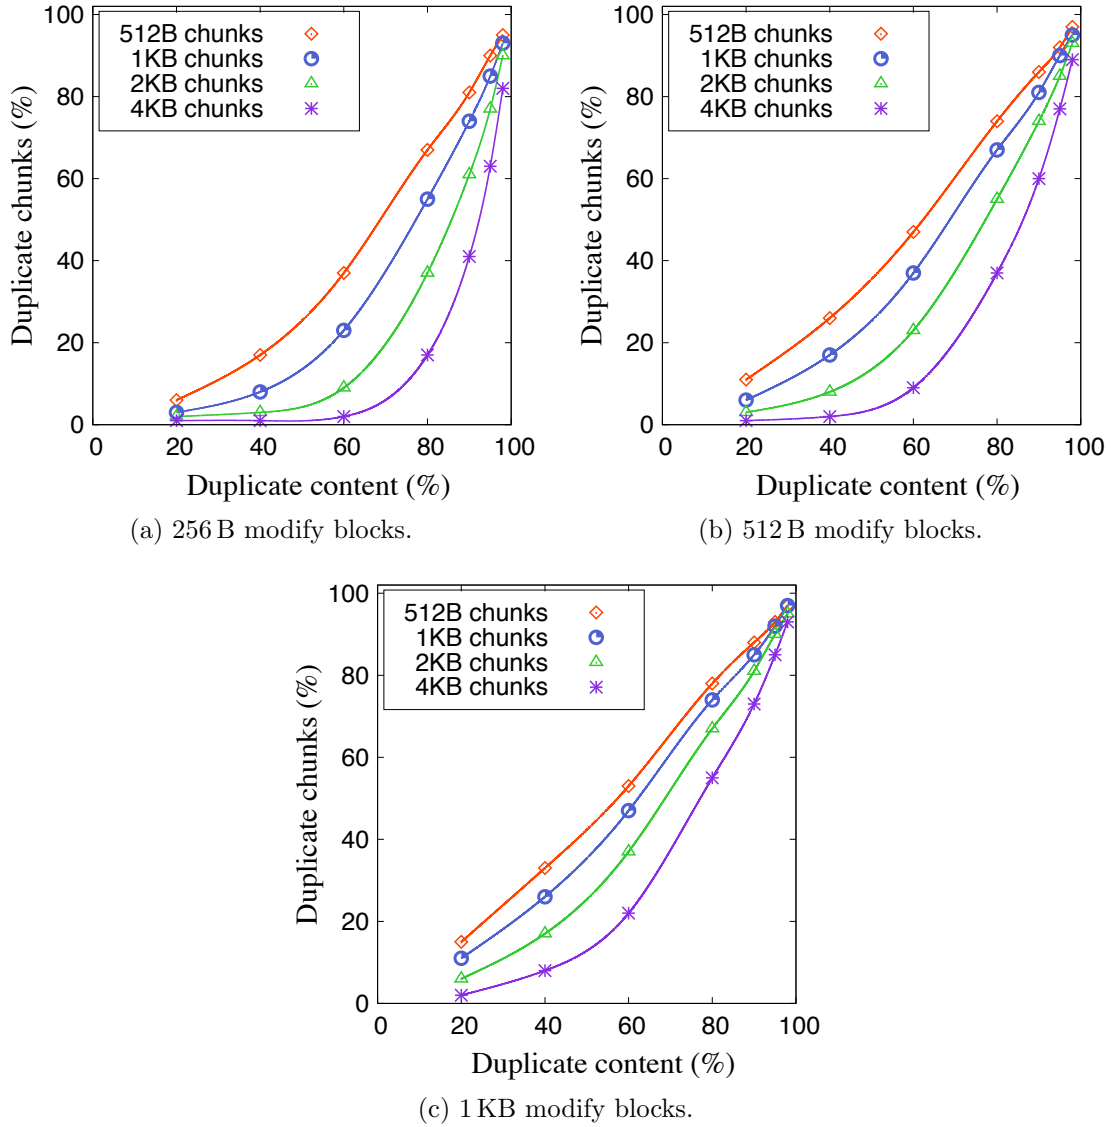 100
80
60
40
20
0
0 20 40 60 80 100
Duplicate chunks (%)
Duplicate content (%)
512B chunks
1KB chunks
2KB chunks
4KB chunks
(a) 256 B modify blocks.
100
80
60
40
20
0
0 20 40 60 80 100
Duplicate chunks (%)
Duplicate content (%)
512B chunks
1KB chunks
2KB chunks
4KB chunks
(b) 512 B modify blocks.
100
80
60
40
20
0
0 20 40 60 80 100
Duplicate chunks (%)
Duplicate content (%)
512B chunks
1KB chunks
2KB chunks
4KB chunks
(c) 1 KB modify blocks.